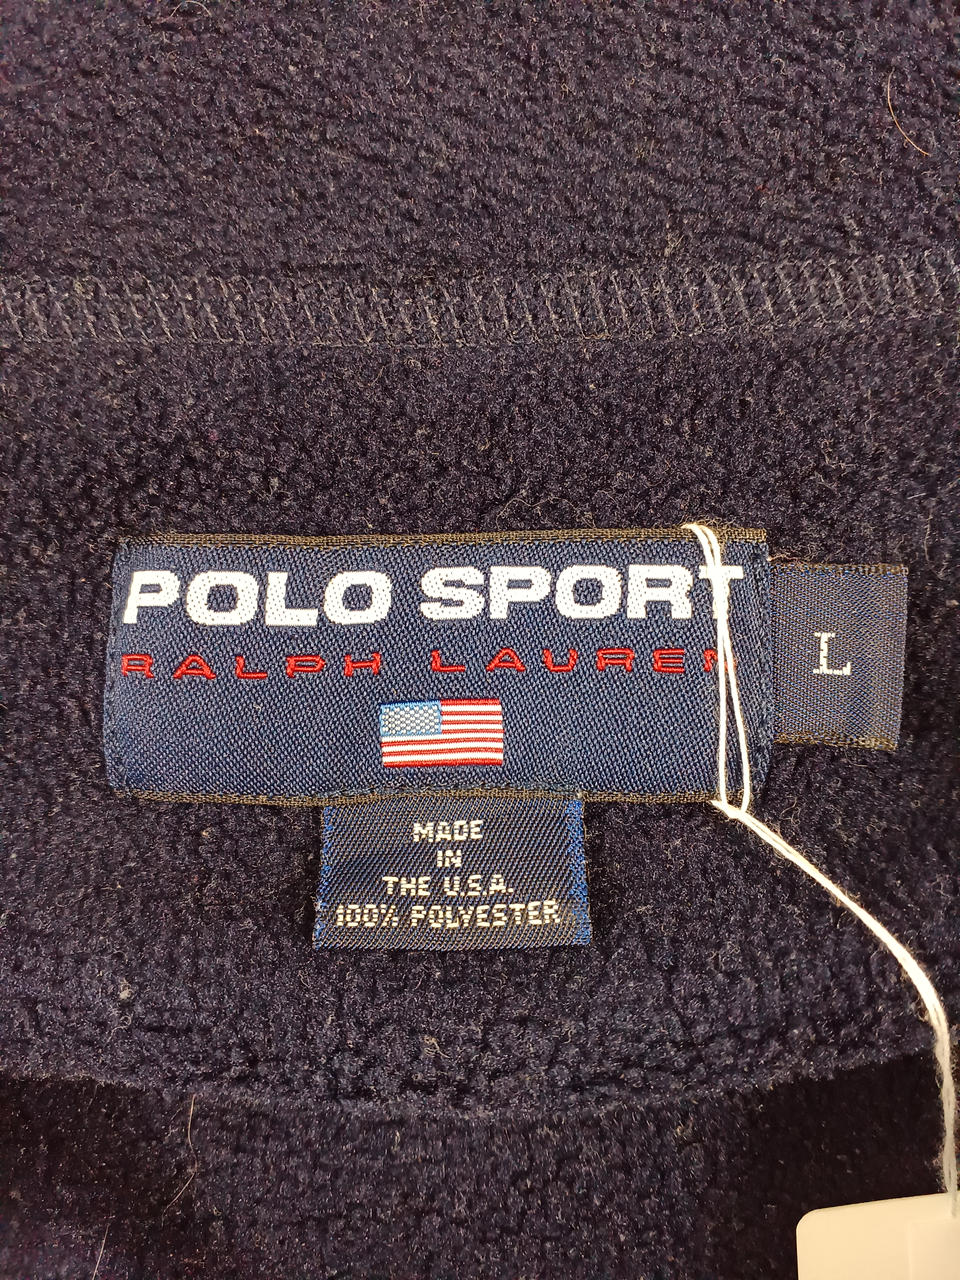 POLO SPORT
RALPH LAUREN
L
MADE
IN
THE U.S.A.
100% POLYESTER